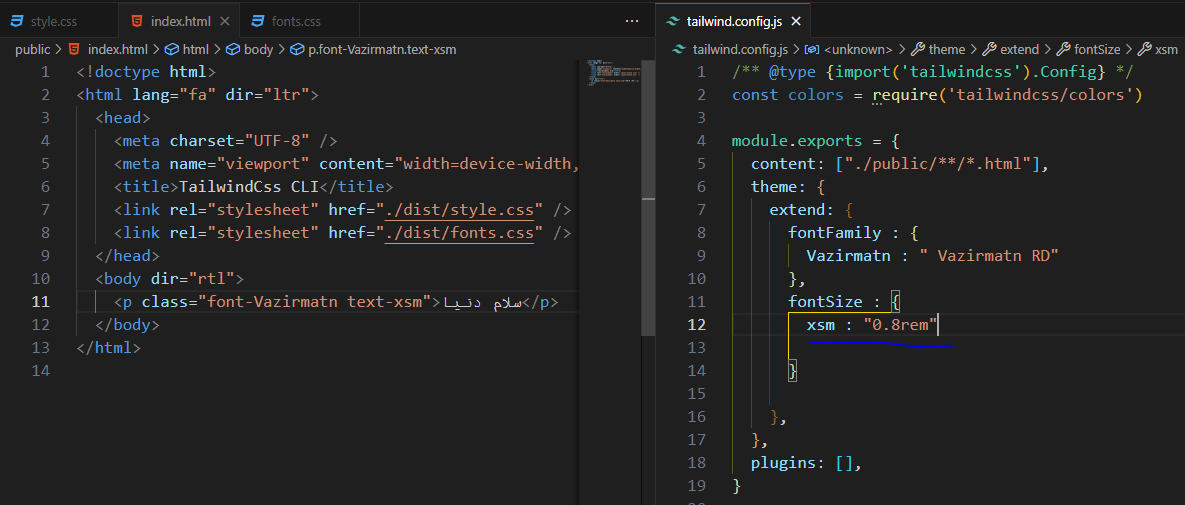 style.css index.html fonts.css ...
public > index.html > html > body > p.font-Vazirmatn.text-xsm
1 <!doctype html>
2 <html lang="fa" dir="ltr">
3 <head>
4 <meta charset="UTF-8" />
5 <meta name="viewport" content="width=device-width,
6 <title>TailwindCss CLI</title>
7 <link rel="stylesheet" href="./dist/style.css" />
8 <link rel="stylesheet" href="./dist/fonts.css" />
9 </head>
10 <body dir="rtl">
11 <p class="font-Vazirmatn text-xsm">سلام دنیا</p>
12 </body>
13 </html>
14
tailwind.config.js
tailwind.config.js > <unknown> > theme > extend > fontSize > xsm
1 /** @type {import('tailwindcss').Config} */
2 const colors = require('tailwindcss/colors')
3
4 module.exports = {
5 content: ["./public/**/*.html"],
6 theme: {
7 extend: {
8 fontFamily : {
9 Vazirmatn : " Vazirmatn RD"
10 },
11 fontSize : {
12 xsm : "0.8rem"
13
14 }
15
16 },
17 },
18 plugins: [],
19 }